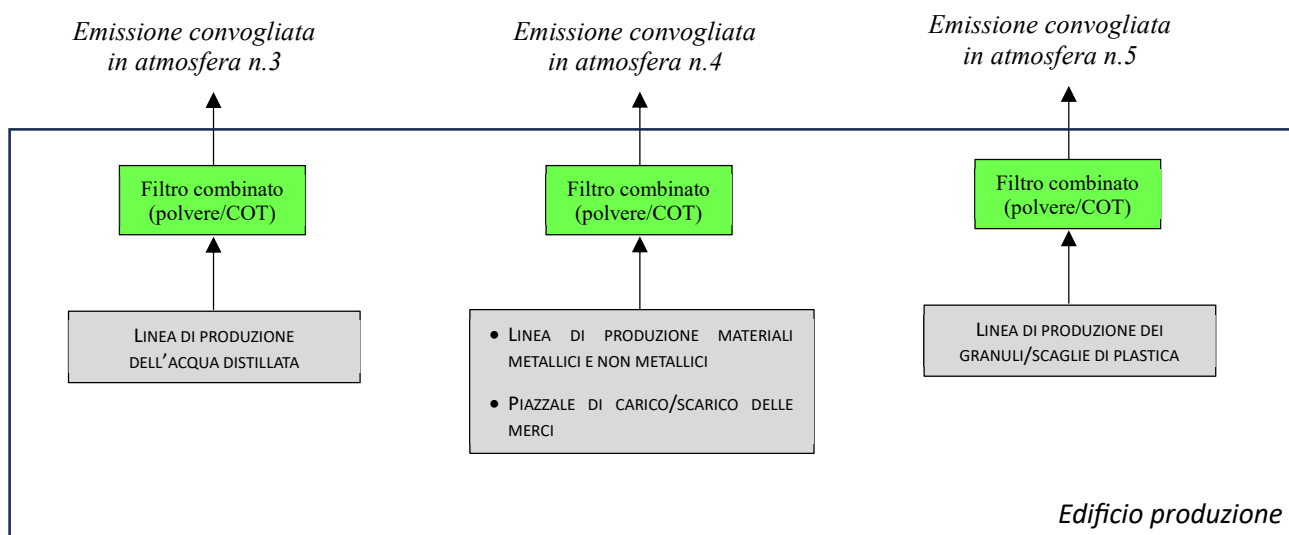 Emissione convogliata
in atmosfera n.3
Emissione convogliata
in atmosfera n.4
Emissione convogliata
in atmosfera n.5
Filtro combinato
(polvere/COT)
Filtro combinato
(polvere/COT)
Filtro combinato
(polvere/COT)
LINEA DI PRODUZIONE
DELL'ACQUA DISTILLATA
• LINEA DI PRODUZIONE MATERIALI
METALLICI E NON METALLICI
• PIAZZALE DI CARICO/SCARICO DELLE
MERCI
LINEA DI PRODUZIONE DEI
GRANULI/SCAGLIE DI PLASTICA
Edificio produzione